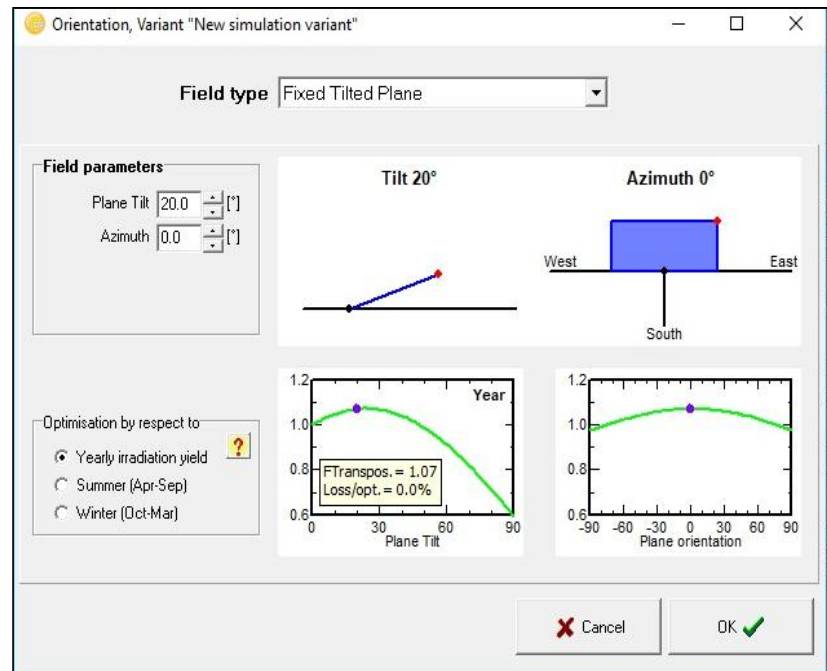 Orientation, Variant "New simulation variant"
Field type Fixed Tilted Plane
Field parameters
Plane Tilt 20.0 [°]
Azimuth 0.0 [°]
Tilt 20°
Azimuth 0°
West
East
South
Optimisation by respect to
?
Yearly irradiation yield
Summer (Apr-Sep)
Winter (Oct-Mar)
1.2
1.0
0.8
0.6
Year
FTranspos.= 1.07
Loss/opt.= 0.0%
0 30 60 90
Plane Tilt
1.2
1.0
0.8
0.6
-90 -60 -30 0 30 60 90
Plane orientation
Cancel
OK